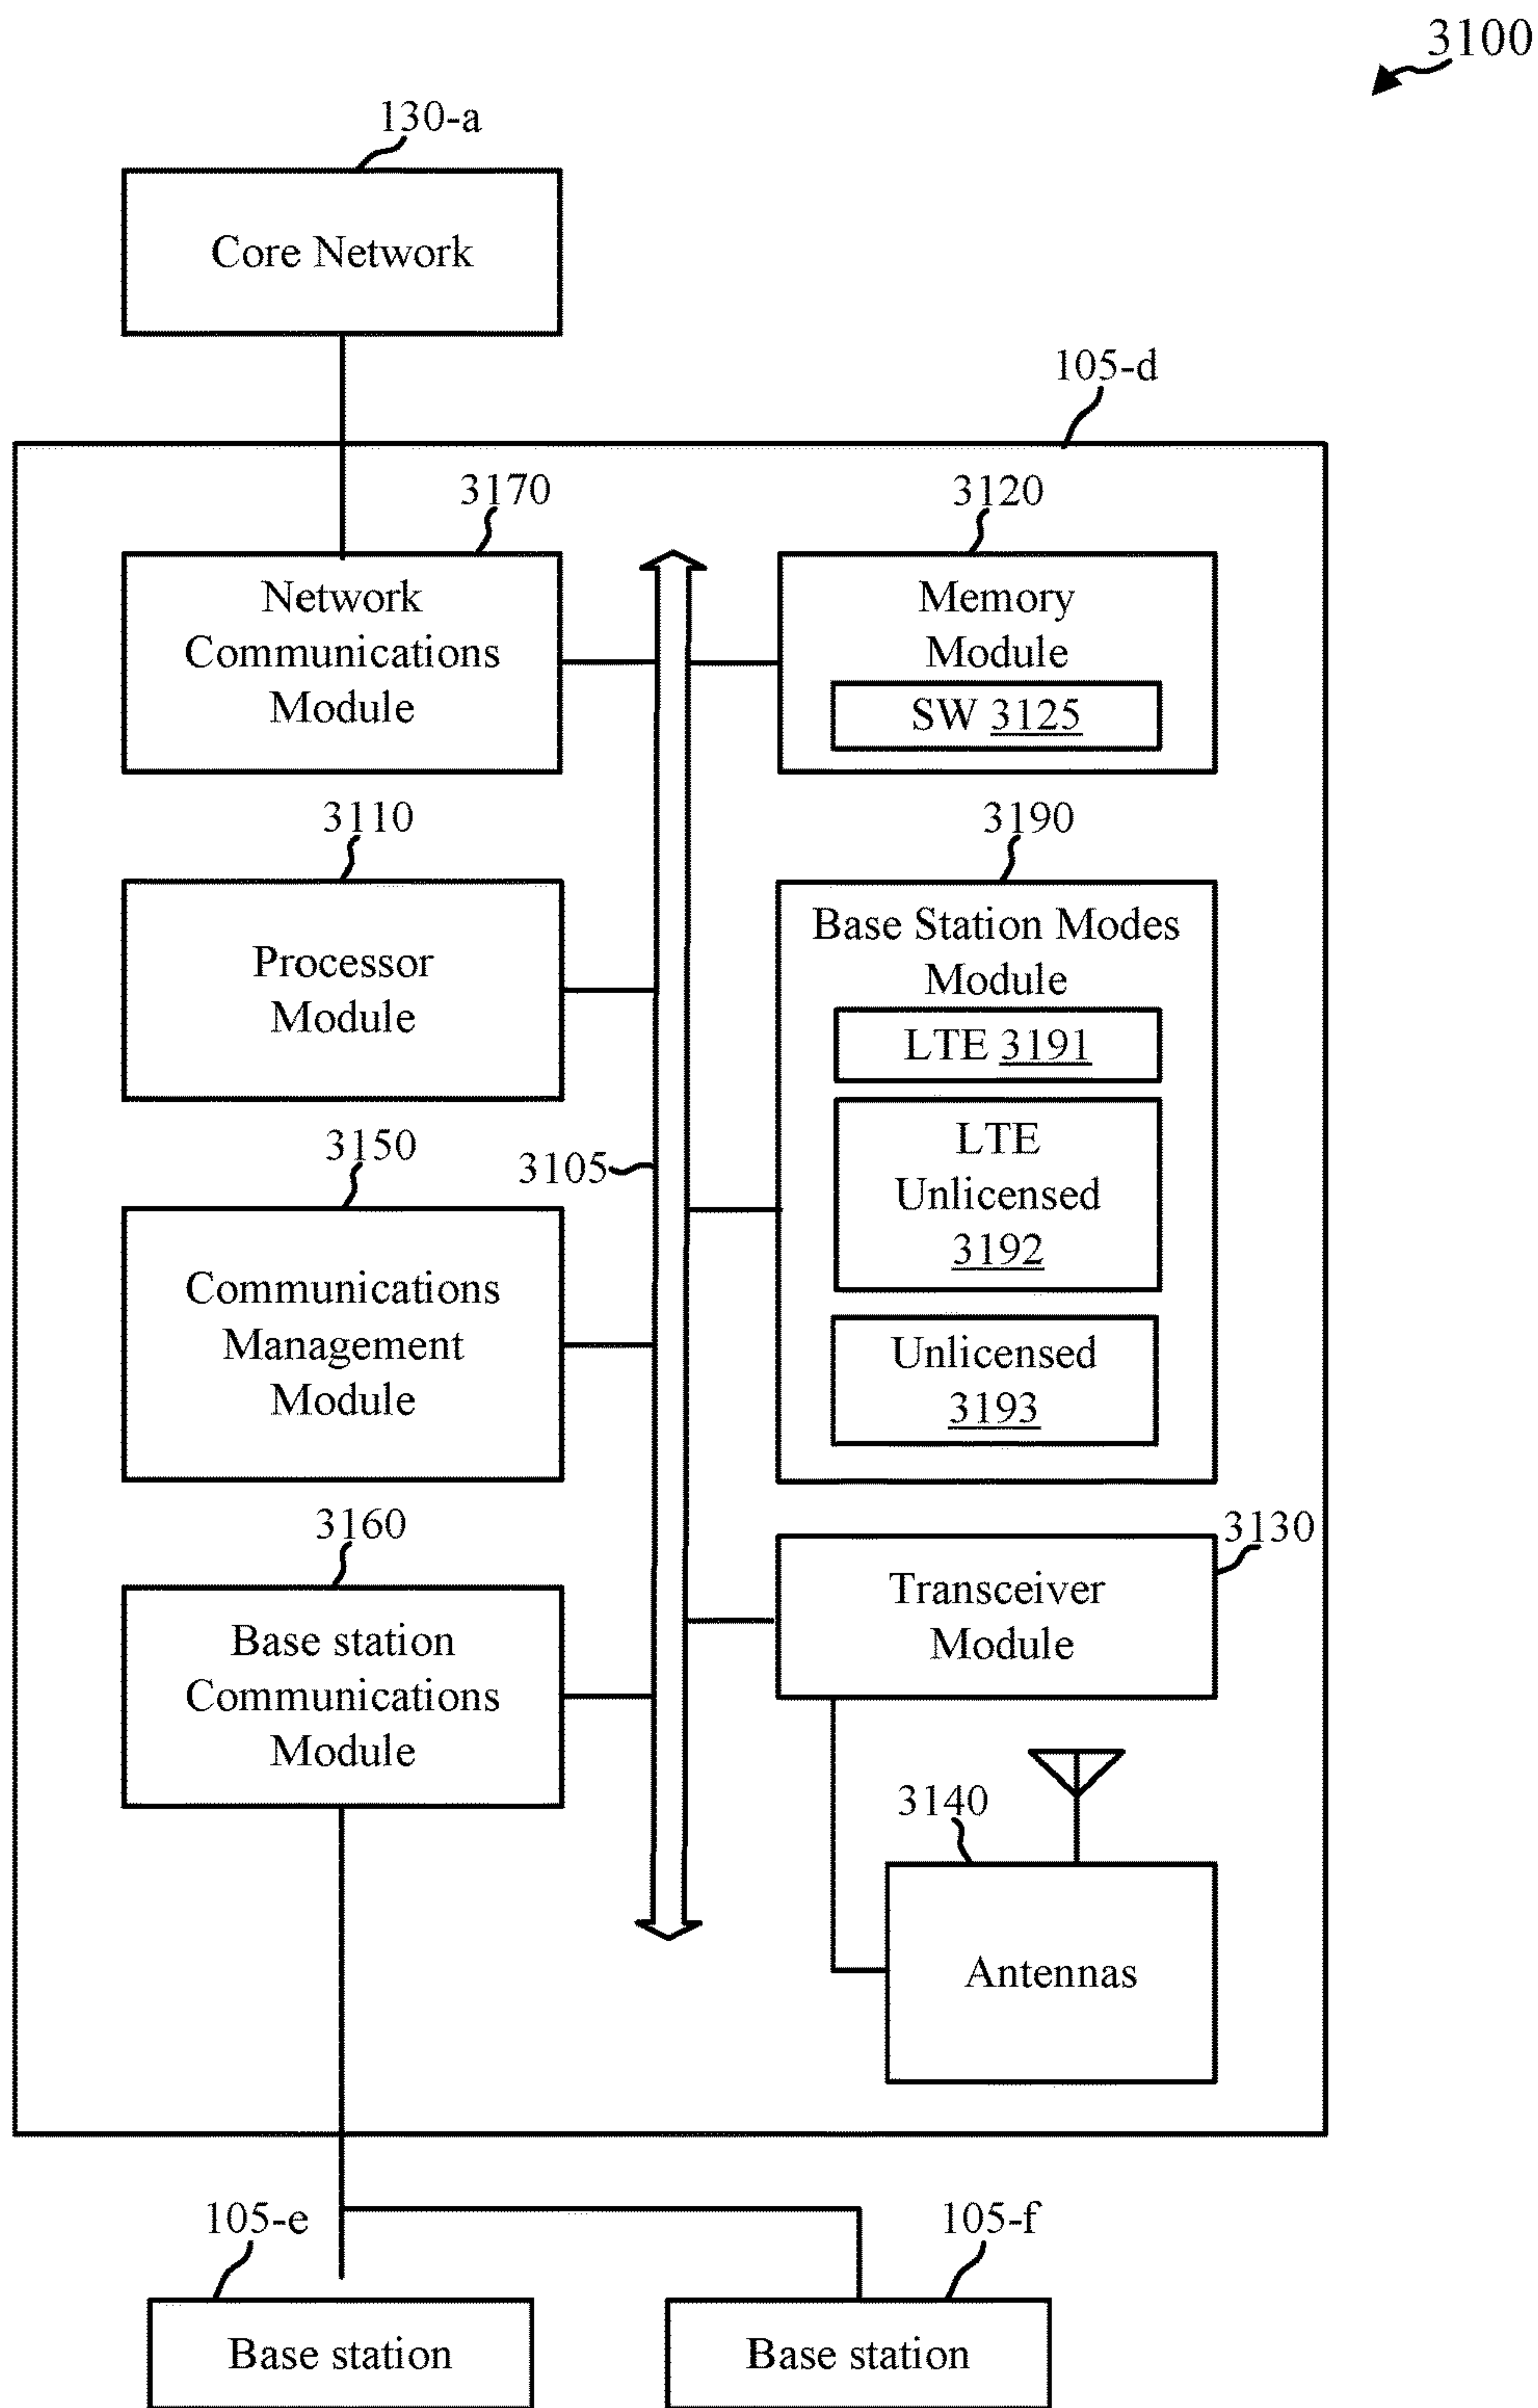 3100
130-a
Core Network
105-d
3170
3120
Network
Communications
Module
Memory
Module
SW 3125
3110
3190
Processor
Module
Base Station Modes
Module
LTE 3191
LTE
Unlicensed
3192
3150
3105
Communications
Management
Module
Unlicensed
3193
3160
3130
Base station
Communications
Module
Transceiver
Module
3140
Antennas
105-e
105-f
Base station
Base station